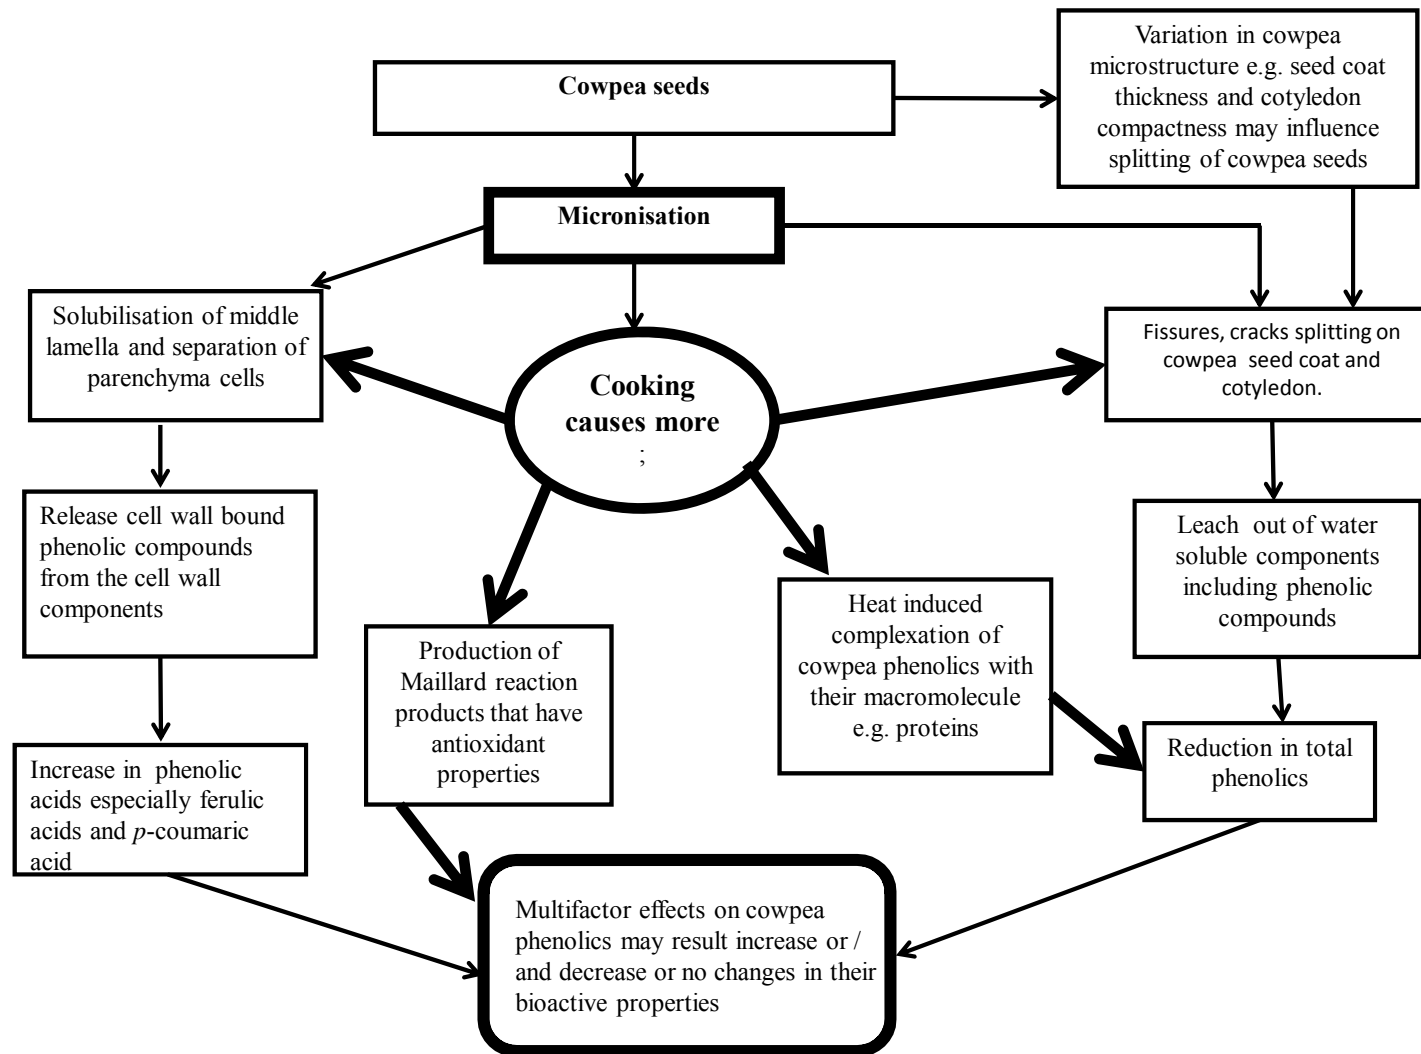 Cowpea seeds
Variation in cowpea
microstructure e.g. seed coat
thickness and cotyledon
compactness may influence
splitting of cowpea seeds
Micronisation
Solubilisation of middle
lamella and separation of
parenchyma cells
Cooking
causes more
;
Fissures, cracks splitting on
cowpea seed coat and
cotyledon.
Release cell wall bound
phenolic compounds
from the cell wall
components
Production of
Maillard reaction
products that have
antioxidant
properties
Heat induced
complexation of
cowpea phenolics with
their macromolecule
e.g. proteins
Leach out of water
soluble components
including phenolic
compounds
Increase in phenolic
acids especially ferulic
acids and p-coumaric
acid
Reduction in total
phenolics
Multifactor effects on cowpea
phenolics may result increase or /
and decrease or no changes in their
bioactive properties